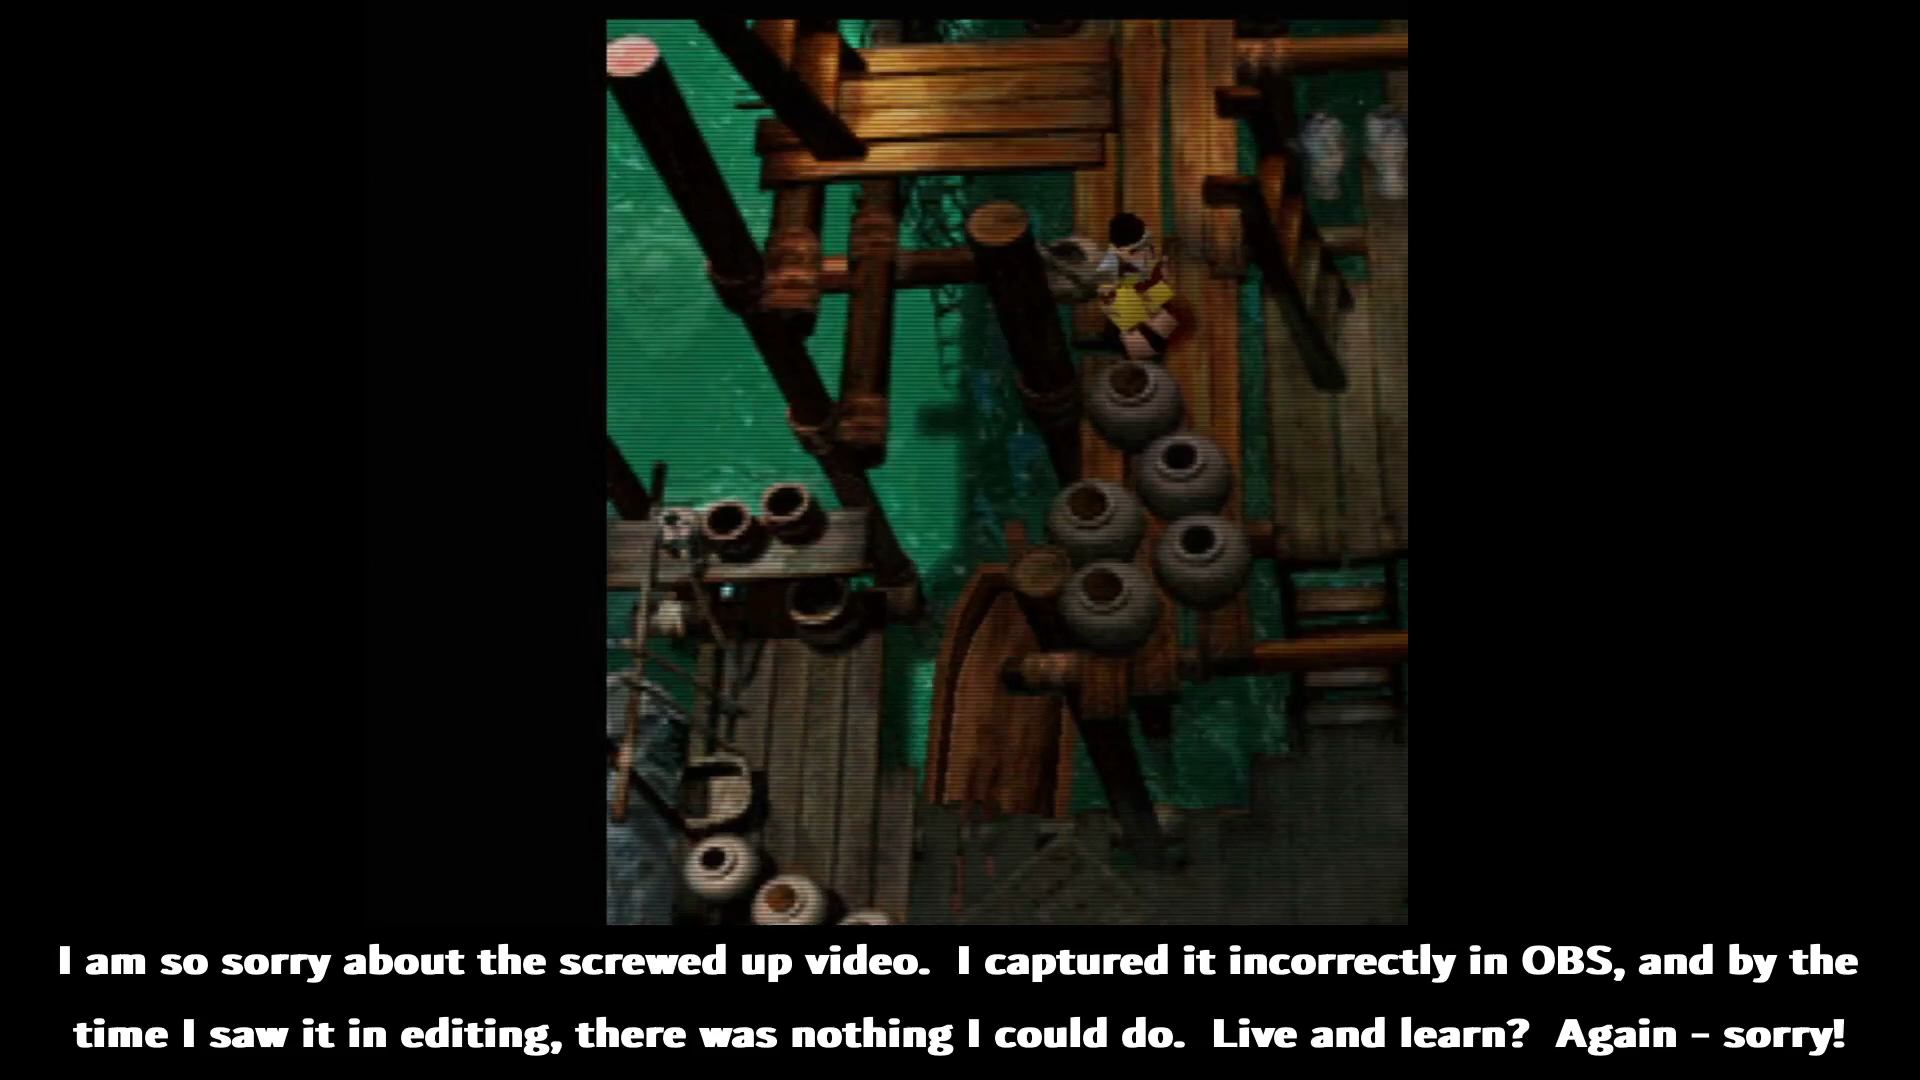 I am so sorry about the screwed up video.  I captured it incorrectly in OBS, and by the
time I saw it in editing, there was nothing I could do.  Live and learn?  Again - sorry!